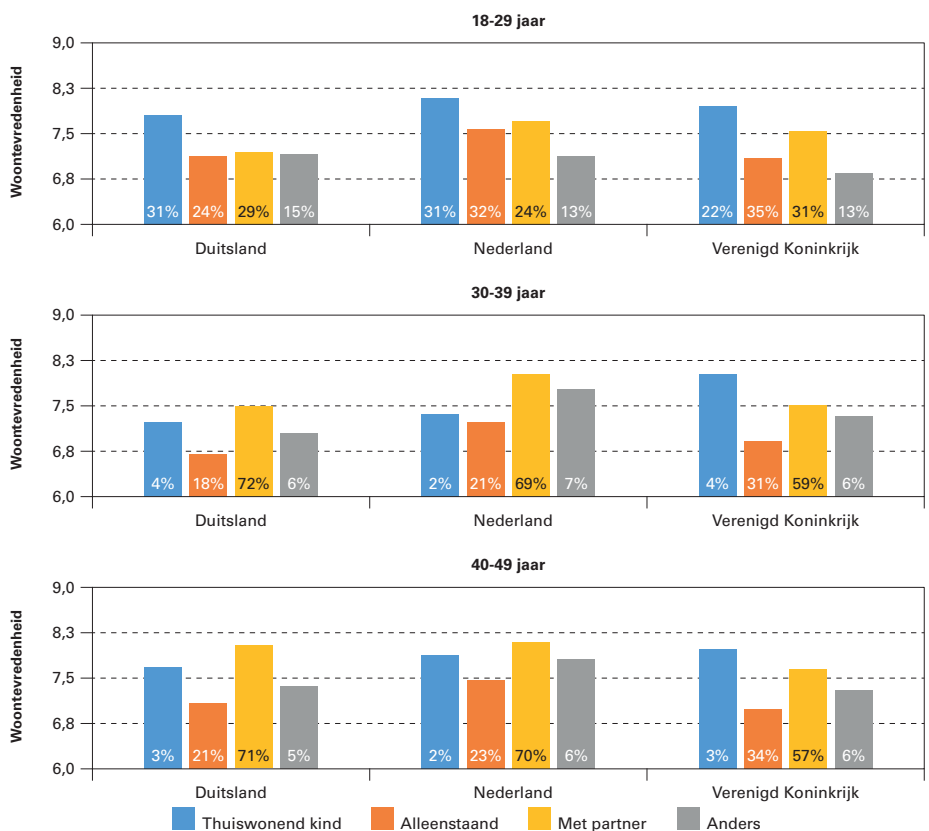 18-29 jaar
Woontevredenheid
9,0
8,3
7,5
6,8
6,0
31% 24% 29% 15% 31% 32% 24% 13% 22% 35% 31% 13%
Duitsland Nederland Verenigd Koninkrijk
30-39 jaar
Woontevredenheid
9,0
8,3
7,5
6,8
6,0
4% 18% 72% 6% 2% 21% 69% 7% 4% 31% 59% 6%
Duitsland Nederland Verenigd Koninkrijk
40-49 jaar
Woontevredenheid
9,0
8,3
7,5
6,8
6,0
3% 21% 71% 5% 2% 23% 70% 6% 3% 34% 57% 6%
Duitsland Nederland Verenigd Koninkrijk
Thuiswonend kind Alleenstaand Met partner Anders